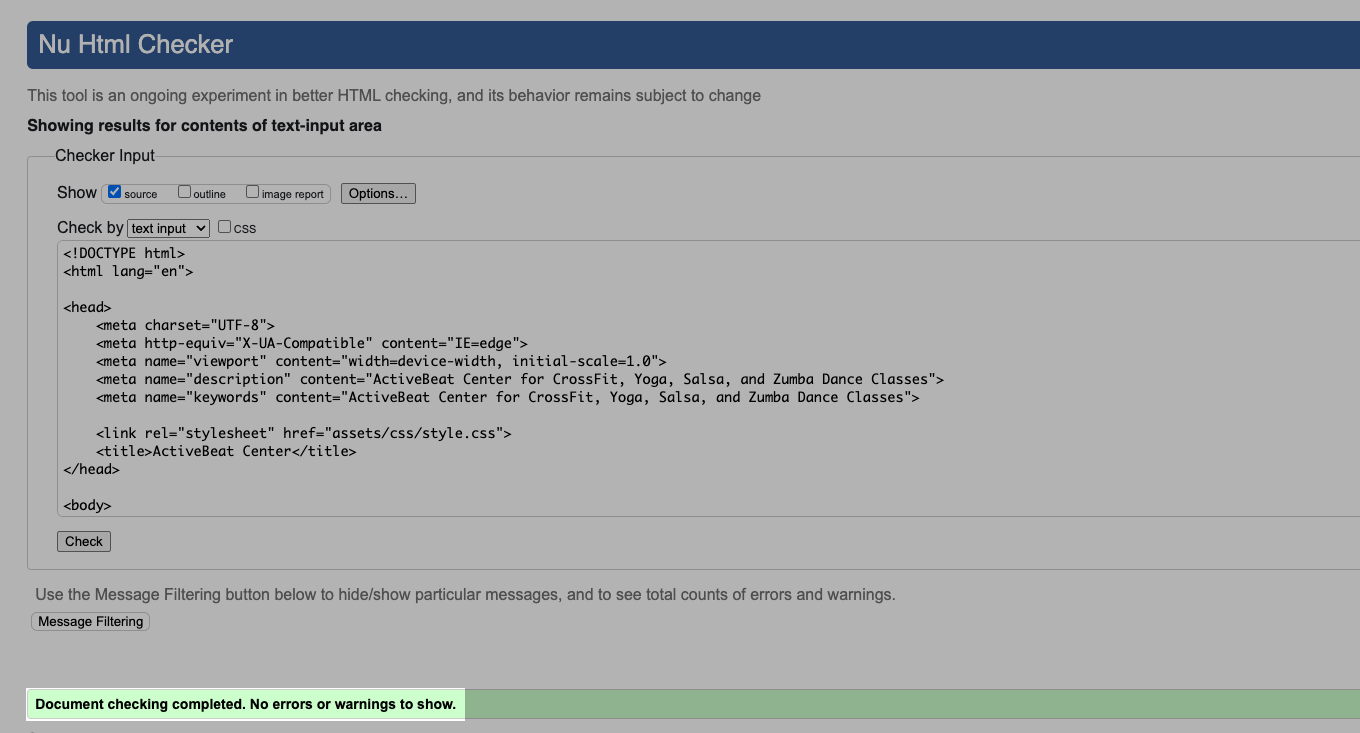 Nu Html Checker
This tool is an ongoing experiment in better HTML checking, and its behavior remains subject to change
Showing results for contents of text-input area
Checker Input
Show source outline image report Options...
Check by text input css
<!DOCTYPE html>
<html lang="en">
<head>
<meta charset="UTF-8">
<meta http-equiv="X-UA-Compatible" content="IE=edge">
<meta name="viewport" content="width=device-width, initial-scale=1.0">
<meta name="description" content="ActiveBeat Center for CrossFit, Yoga, Salsa, and Zumba Dance Classes">
<meta name="keywords" content="ActiveBeat Center for CrossFit, Yoga, Salsa, and Zumba Dance Classes">
<link rel="stylesheet" href="assets/css/style.css">
<title>ActiveBeat Center</title>
</head>
<body>
Check
Use the Message Filtering button below to hide/show particular messages, and to see total counts of errors and warnings.
Message Filtering
Document checking completed. No errors or warnings to show.